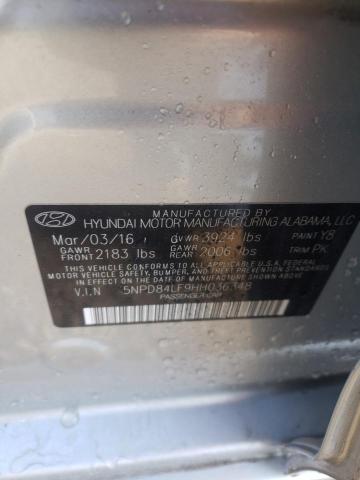 MANUFACTURED BY
HYUNDAI MOTOR MANUFACTURING ALABAMA, LLC
Mar/03/16 GVWR 3924 lbs PAINT Y8
GAWR FRONT 2183 lbs GAWR REAR 2006 lbs TRIM PK
THIS VEHICLE CONFORMS TO ALL APPLICABLE U.S.A. FEDERAL
MOTOR VEHICLE SAFETY, BUMPER, AND THEFT PREVENTION STANDARDS
IN EFFECT ON THE DATE OF MANUFACTURE SHOWN ABOVE.
V.I.N 5NPD84LF9HH036348
PASSENGER CAR